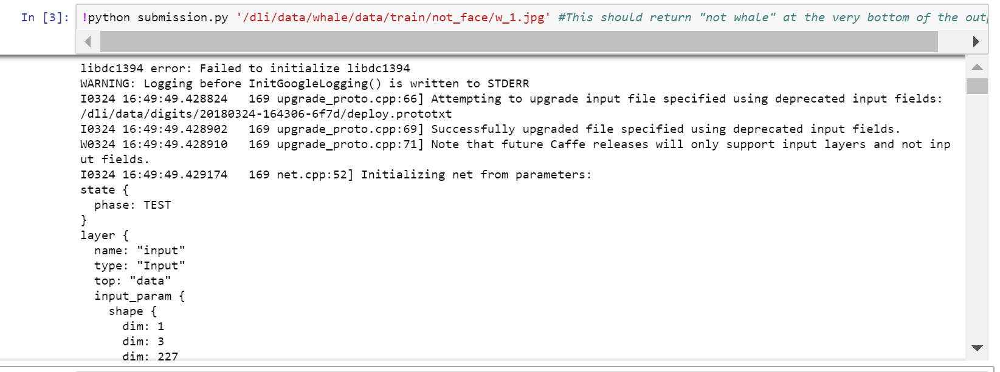 In [3]: !python submission.py '/dli/data/whale/data/train/not_face/w_1.jpg' #This should return "not whale" at the very bottom of the
libdc1394 error: Failed to initialize libdc1394
WARNING: Logging before InitGoogleLogging() is written to STDERR
I0324 16:49:49.428824   169 upgrade_proto.cpp:66] Attempting to upgrade input file specified using deprecated input fields:
/dli/data/digits/20180324-164306-6f7d/deploy.prototxt
I0324 16:49:49.428902   169 upgrade_proto.cpp:69] Successfully upgraded file specified using deprecated input fields.
W0324 16:49:49.428910   169 upgrade_proto.cpp:71] Note that future Caffe releases will only support input layers and not inp
ut fields.
I0324 16:49:49.429174   169 net.cpp:52] Initializing net from parameters:
state {
  phase: TEST
}
layer {
  name: "input"
  type: "Input"
  top: "data"
  input_param {
    shape {
      dim: 1
      dim: 3
      dim: 227